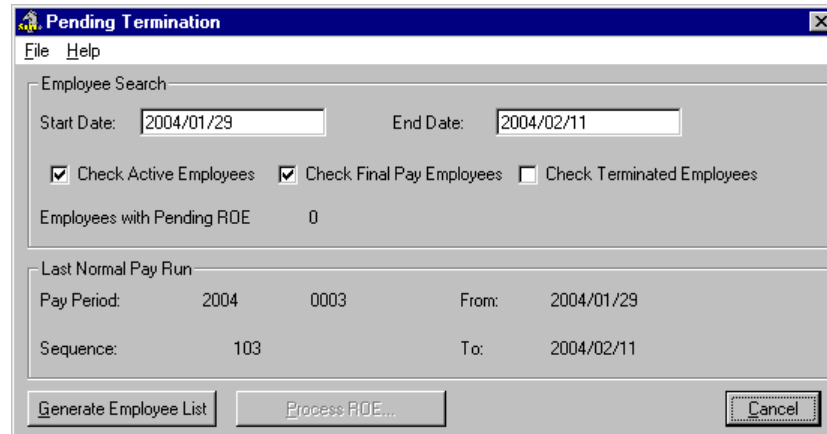 Pending Termination
File Help
Employee Search
Start Date: 2004/01/29 End Date: 2004/02/11
Check Active Employees Check Final Pay Employees Check Terminated Employees
Employees with Pending ROE 0
Last Normal Pay Run
Pay Period: 2004 0003 From: 2004/01/29
Sequence: 103 To: 2004/02/11
Generate Employee List Process ROE... Cancel